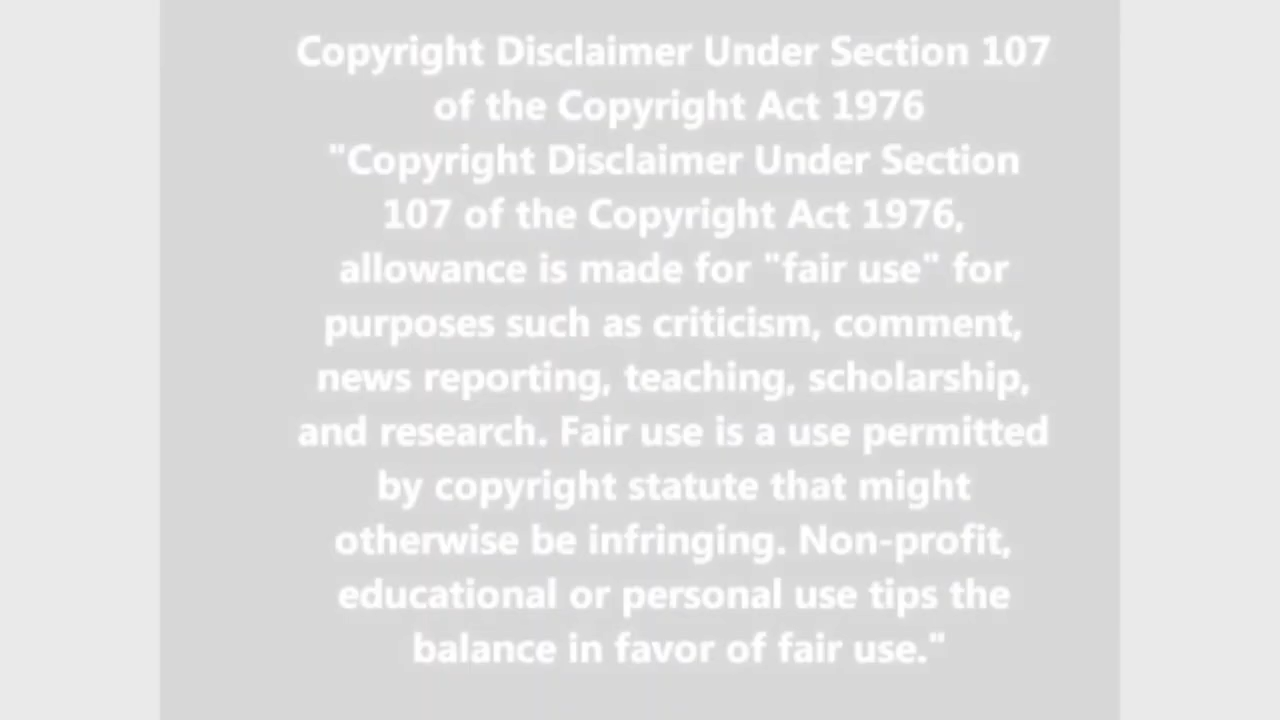 Copyright Disclaimer Under Section 107
of the Copyright Act 1976
"Copyright Disclaimer Under Section
107 of the Copyright Act 1976,
allowance is made for "fair use" for
purposes such as criticism, comment,
news reporting, teaching, scholarship,
and research. Fair use is a use permitted
by copyright statute that might
otherwise be infringing. Non-profit,
educational or personal use tips the
balance in favor of fair use."